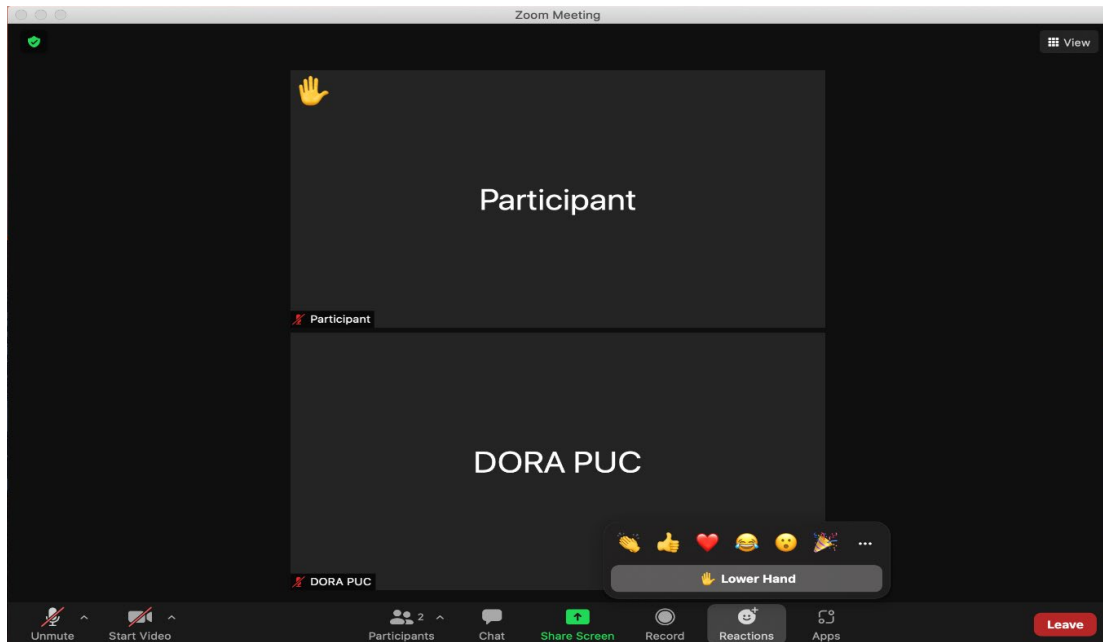 Zoom Meeting
View
Participant
Participant
DORA PUC
Lower Hand
DORA PUC
Unmute
Start Video
2
Participants
Chat
Share Screen
Record
Reactions
Apps
Leave